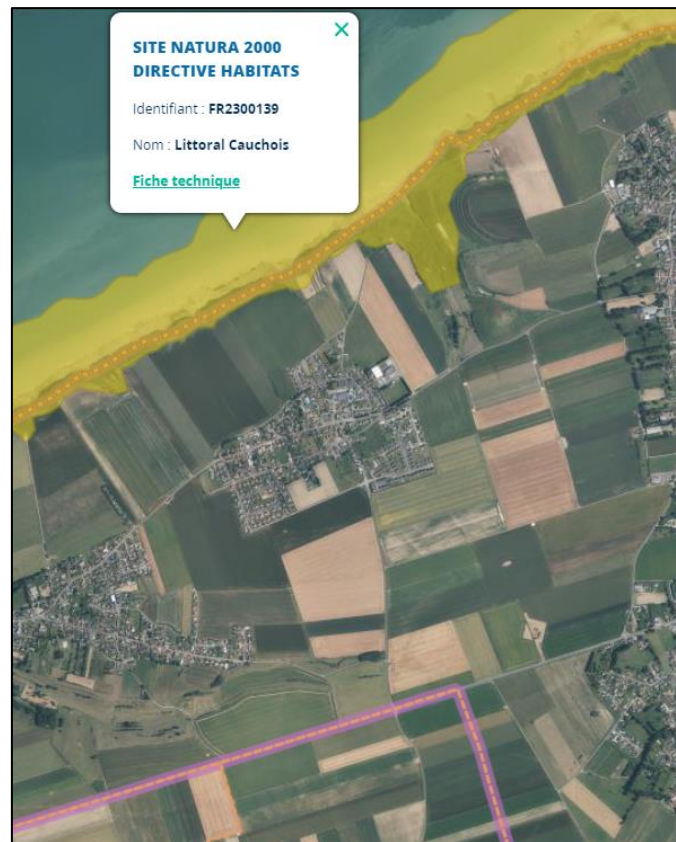 SITE NATURA 2000
DIRECTIVE HABITATS
Identifiant : FR2300139
Nom : Littoral Cauchois
Fiche technique